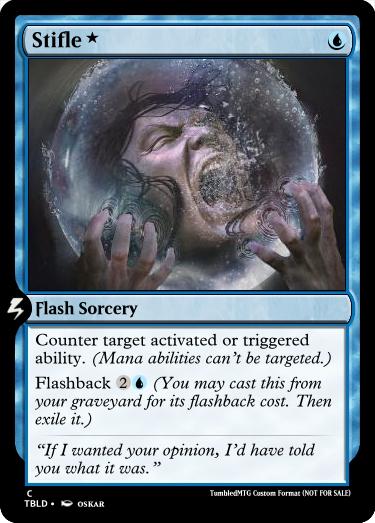 Stifle ★
Flash Sorcery
Counter target activated or triggered
ability. (Mana abilities can't be targeted.)
Flashback 2 (You may cast this from
your graveyard for its flashback cost. Then
exile it.)
"If I wanted your opinion, I'd have told
you what it was."
C
TBLD • OSKAR
TumbledMTG Custom Format (NOT FOR SALE)